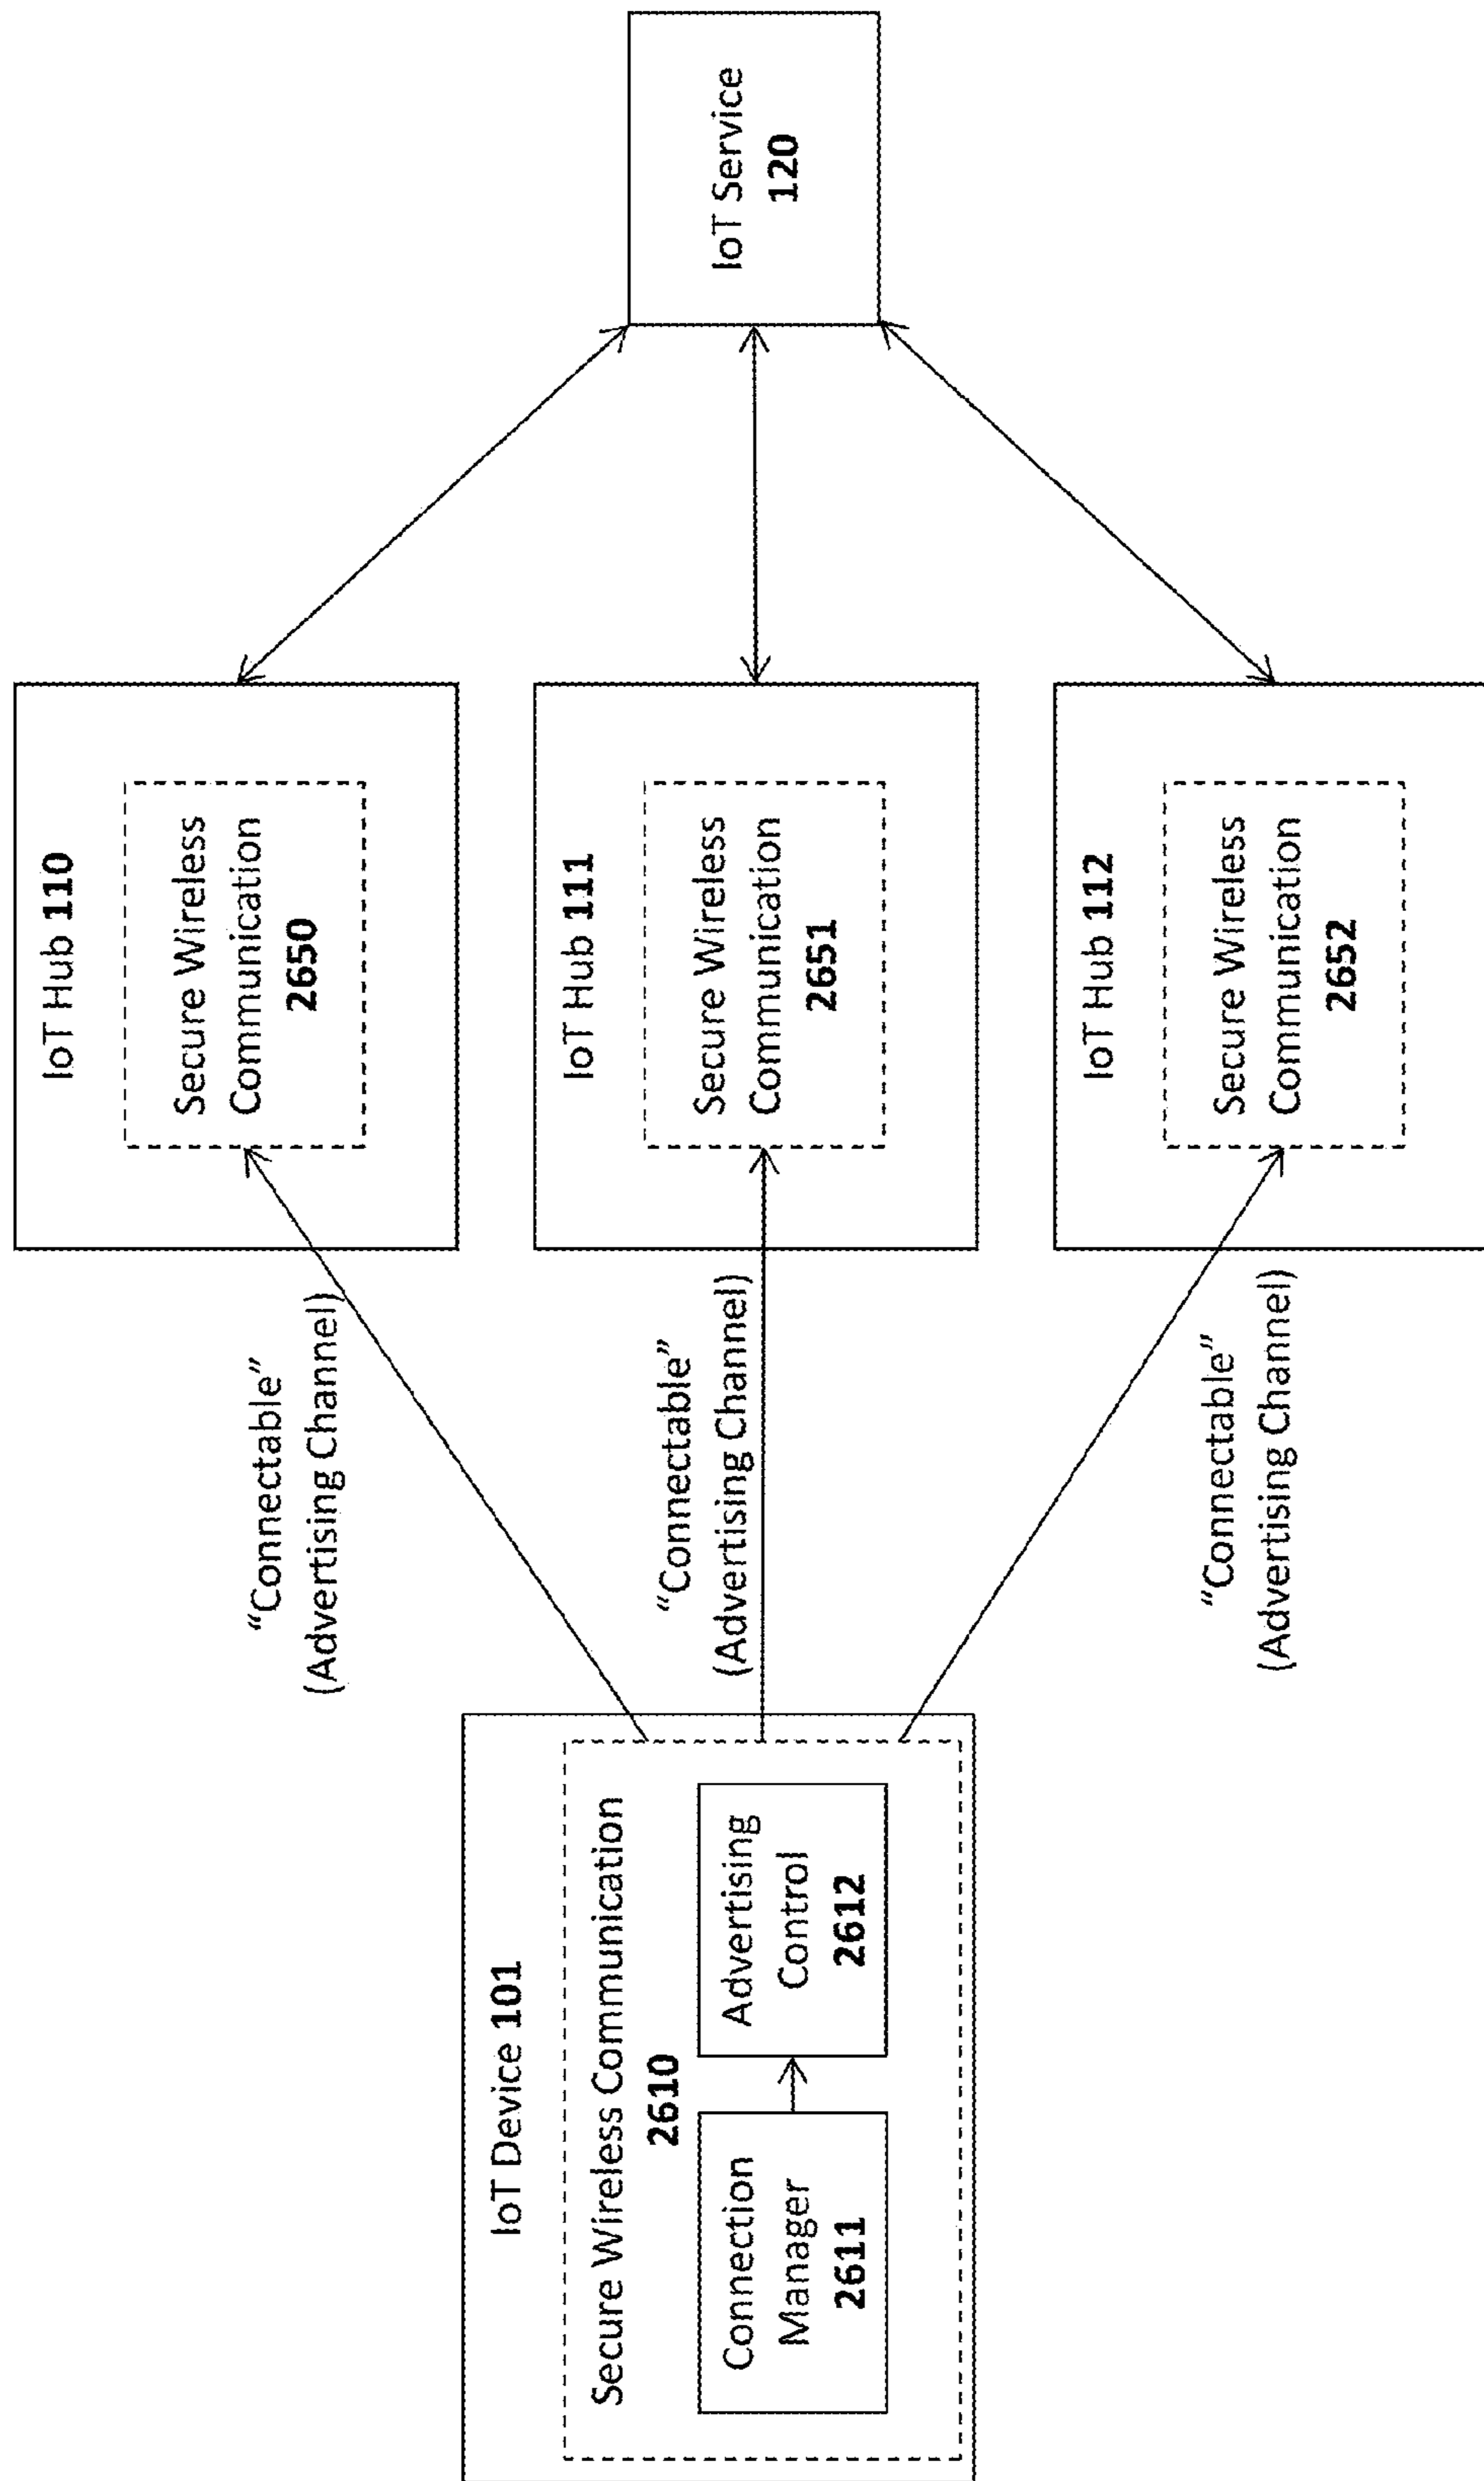 IoT Device 101
Secure Wireless Communication
2610
Connection
Manager
2611
Advertising
Control
2612
“Connectable”
(Advertising Channel)
“Connectable”
(Advertising Channel)
“Connectable”
(Advertising Channel)
IoT Hub 110
Secure Wireless
Communication
2650
IoT Hub 111
Secure Wireless
Communication
2651
IoT Hub 112
Secure Wireless
Communication
2652
IoT Service
120